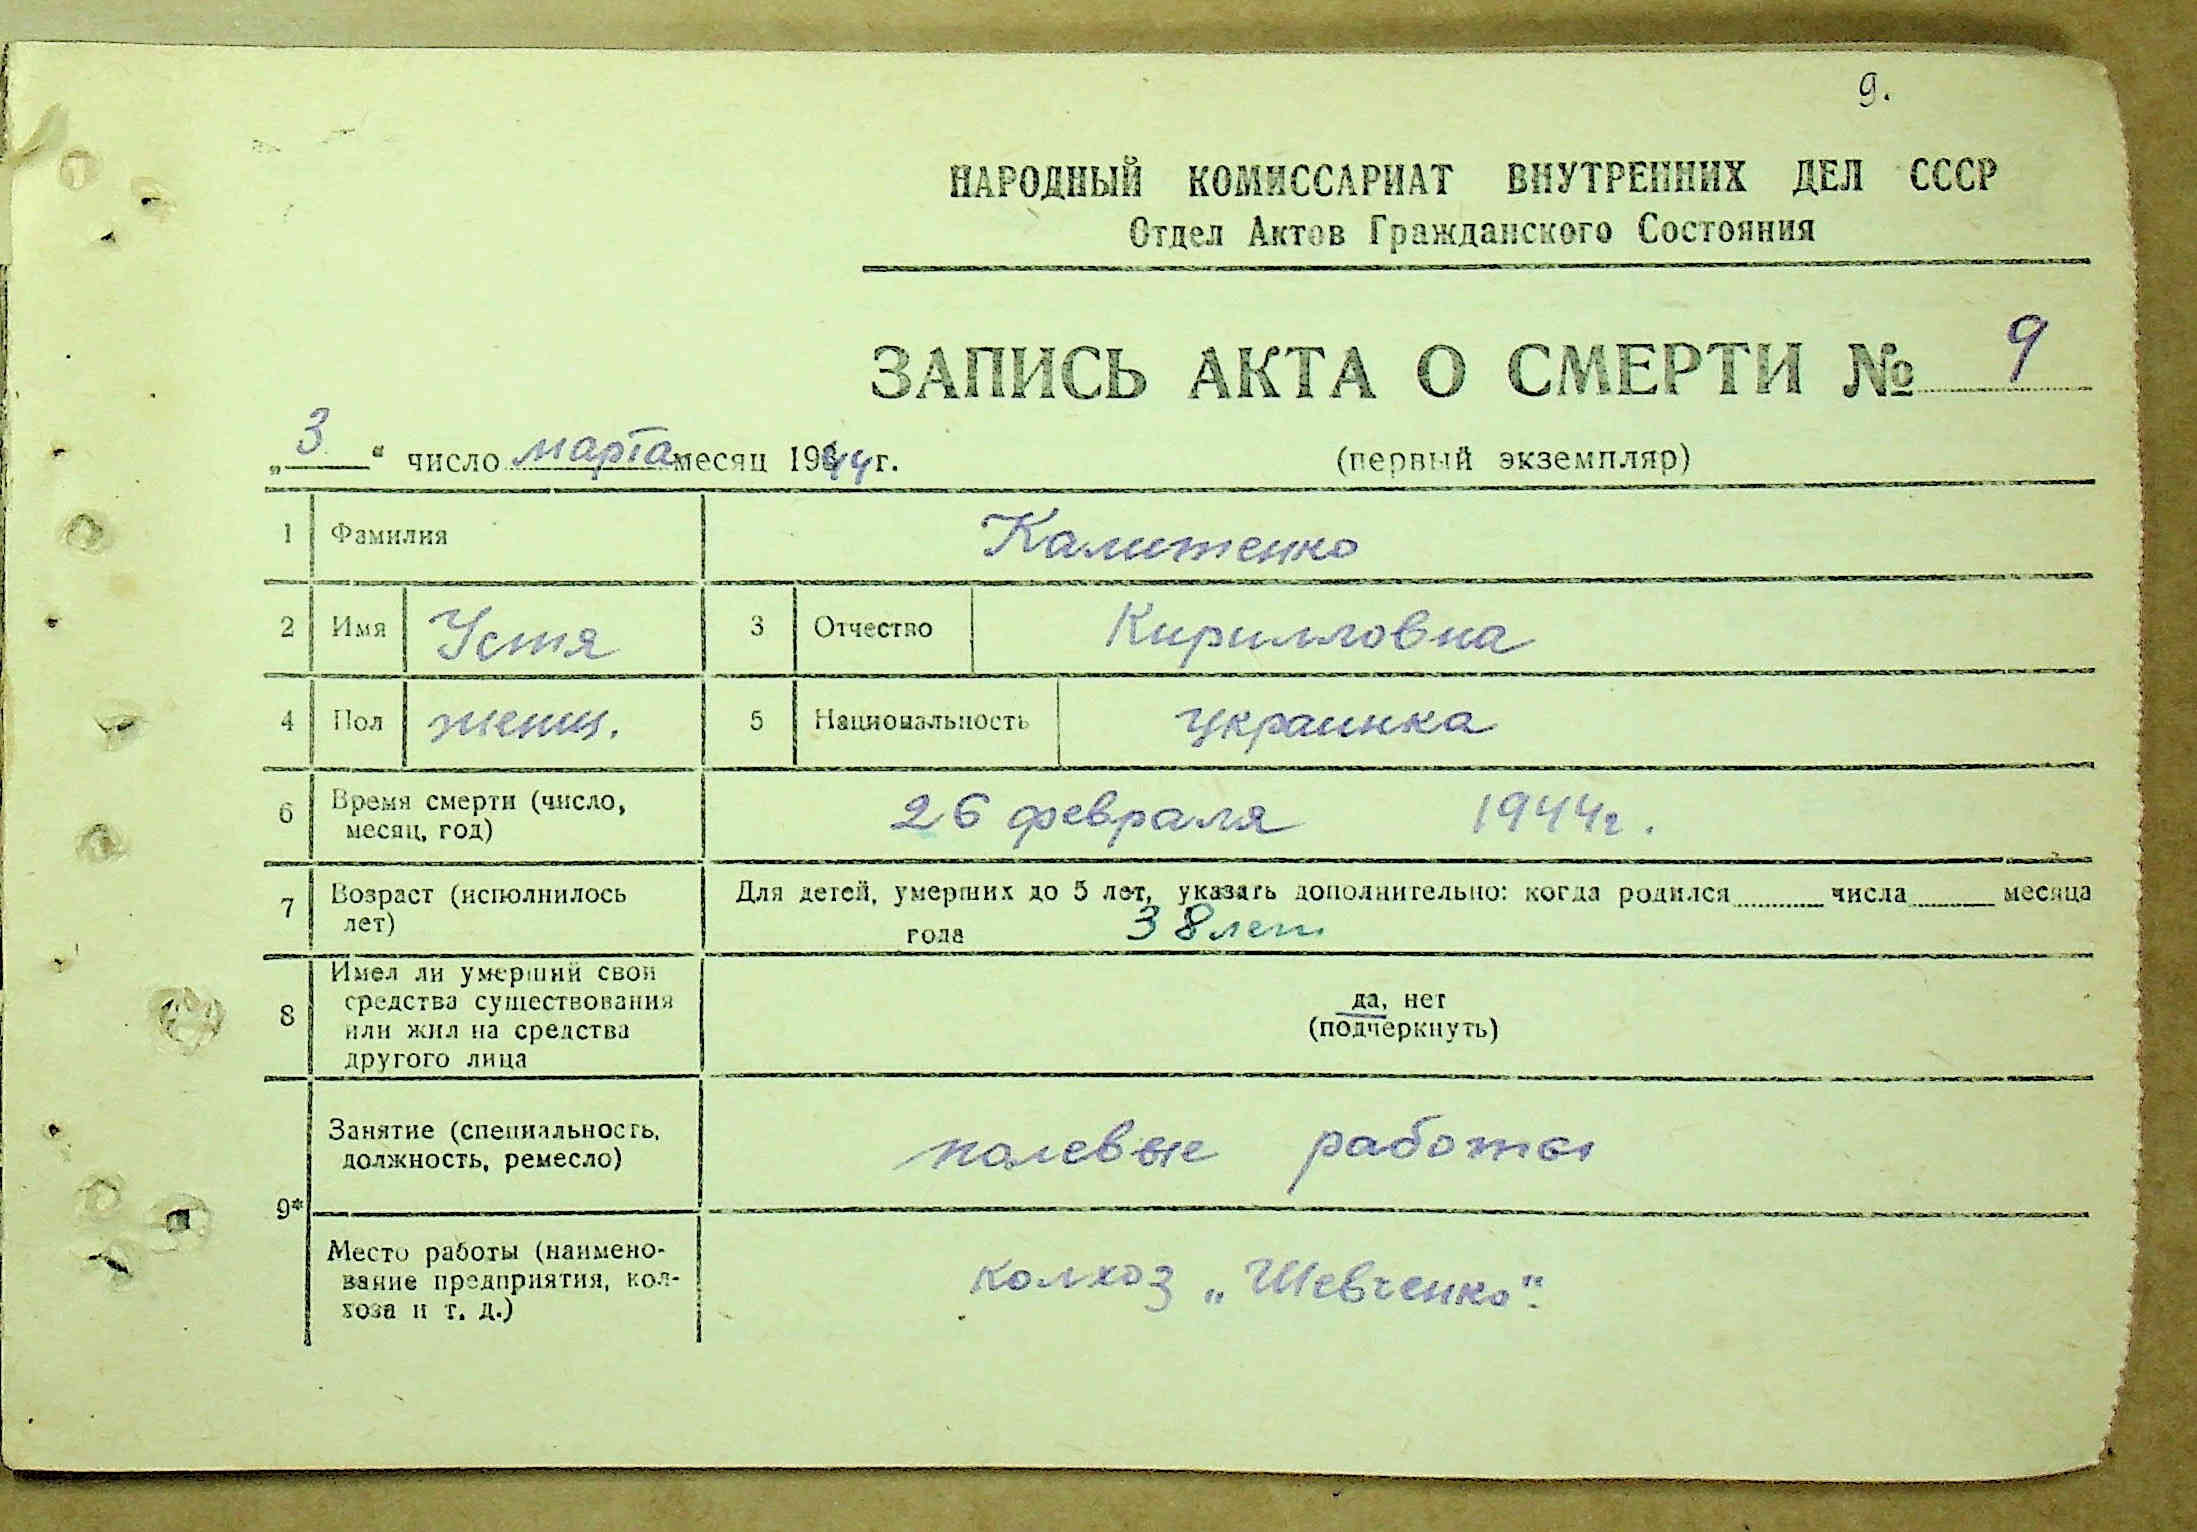 9.
НАРОДНЫЙ КОМИССАРИАТ ВНУТРЕННИХ ДЕЛ СССР
Отдел Актов Гражданского Состояния
ЗАПИСЬ АКТА О СМЕРТИ № 9
„3“ число марта месяц 1944 г.
(первый экземпляр)
1 Фамилия Калитенко
2 Имя Устя 3 Отчество Кирилловна
4 Пол женщ. 5 Национальность украинка
6 Время смерти (число, месяц, год) 26 февраля 1944 г.
7 Возраст (исполнилось лет) Для детей, умерших до 5 лет, указать дополнительно: когда родился числа месяца
года 38 лет
8 Имел ли умерший свои
средства существования
или жил на средства
другого лица
да, нет
(подчеркнуть)
9*
Занятие (специальность,
должность, ремесло)
полевые работы
Место работы (наимено-
вание предприятия, кол-
хоза и т. д.)
колхоз „Шевченко“.